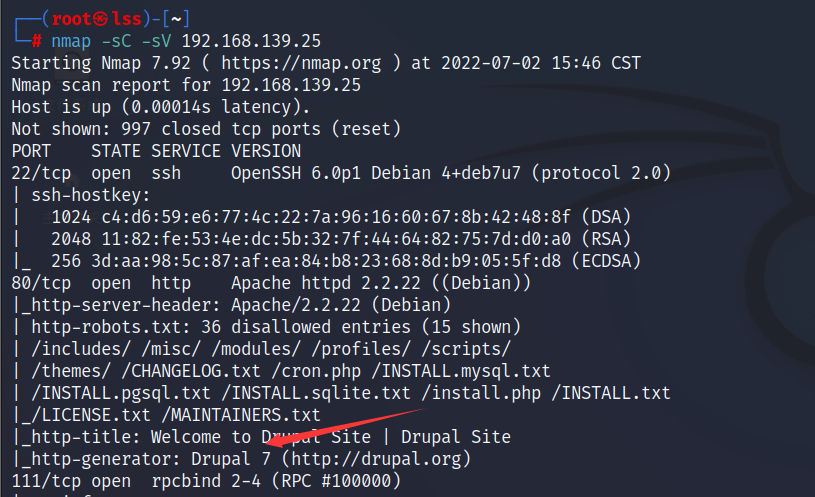 (root㉿lss)-[~]
# nmap -sC -sV 192.168.139.25
Starting Nmap 7.92 ( https://nmap.org ) at 2022-07-02 15:46 CST
Nmap scan report for 192.168.139.25
Host is up (0.00014s latency).
Not shown: 997 closed tcp ports (reset)
PORT    STATE SERVICE VERSION
22/tcp  open  ssh     OpenSSH 6.0p1 Debian 4+deb7u7 (protocol 2.0)
| ssh-hostkey:
|   1024 c4:d6:59:e6:77:4c:22:7a:96:16:60:67:8b:42:48:8f (DSA)
|   2048 11:82:fe:53:4e:dc:5b:32:7f:44:64:82:75:7d:d0:a0 (RSA)
|_  256 3d:aa:98:5c:87:af:ea:84:b8:23:68:8d:b9:05:5f:d8 (ECDSA)
80/tcp  open  http    Apache httpd 2.2.22 ((Debian))
|_http-server-header: Apache/2.2.22 (Debian)
| http-robots.txt: 36 disallowed entries (15 shown)
| /includes/ /misc/ /modules/ /profiles/ /scripts/
| /themes/ /CHANGELOG.txt /cron.php /INSTALL.mysql.txt
| /INSTALL.pgsql.txt /INSTALL.sqlite.txt /install.php /INSTALL.txt
|_/LICENSE.txt /MAINTAINERS.txt
|_http-title: Welcome to Drupal Site | Drupal Site
|_http-generator: Drupal 7 (http://drupal.org)
111/tcp open  rpcbind 2-4 (RPC #100000)